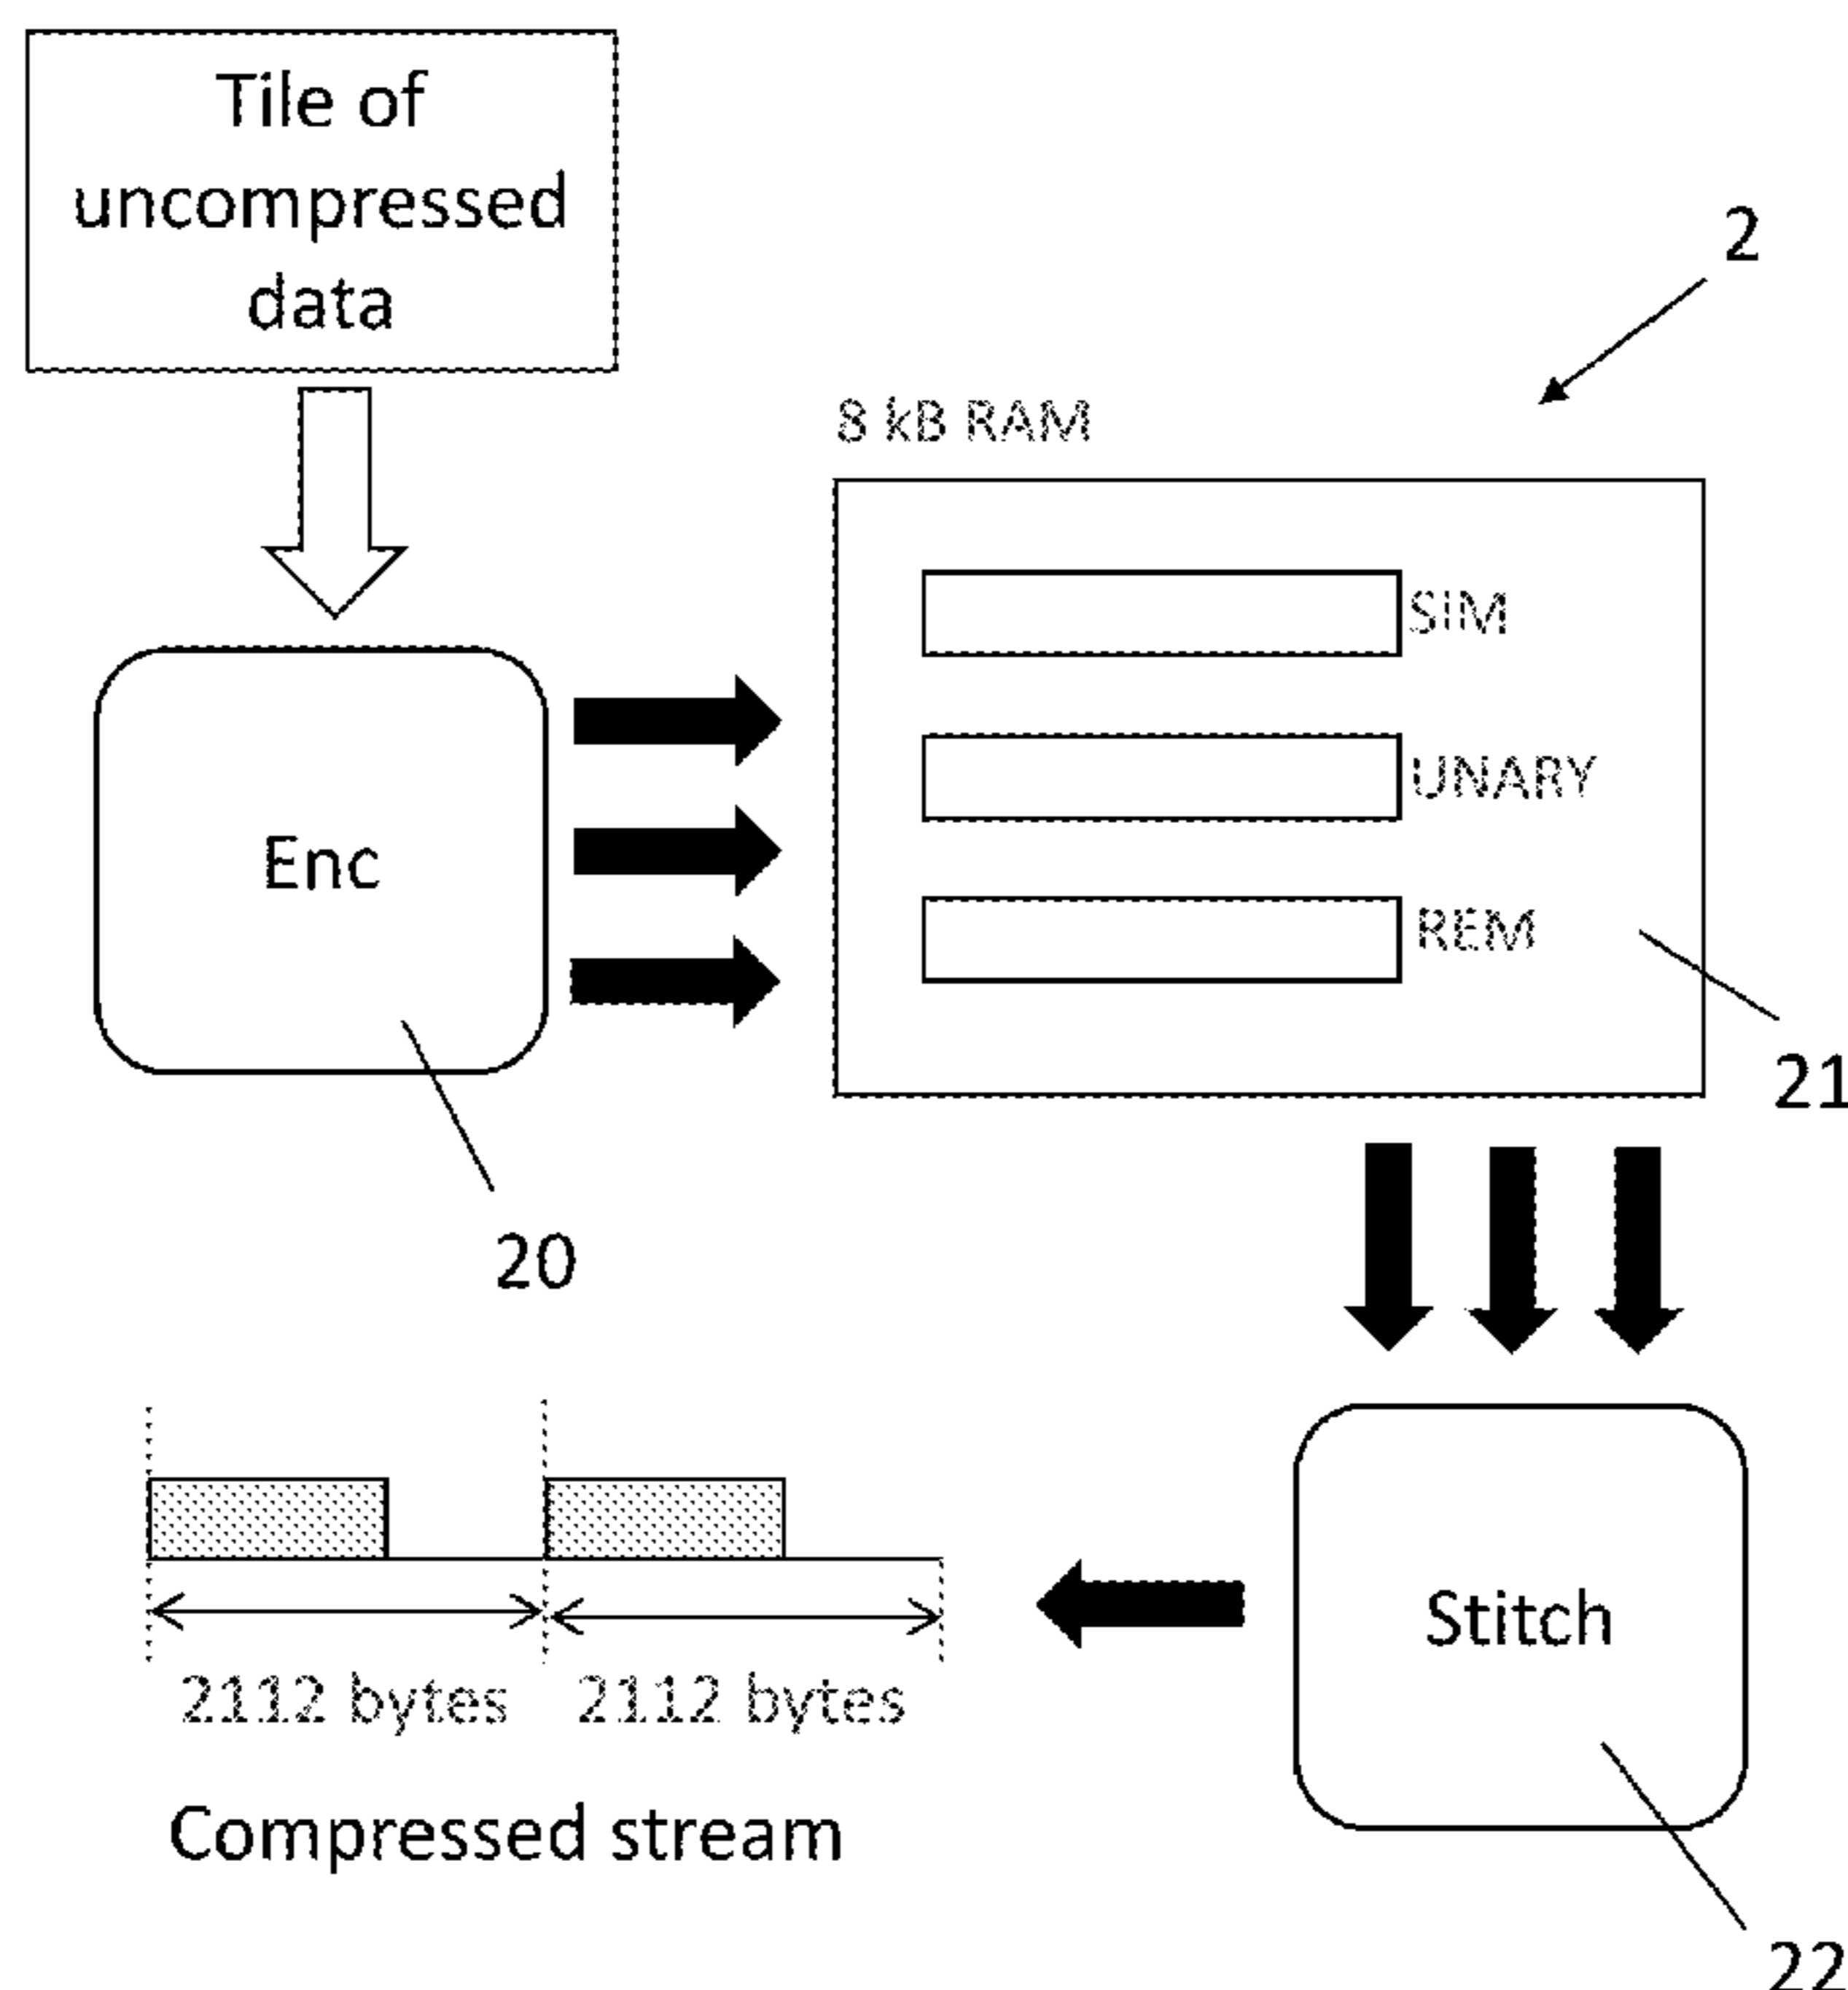 Tile of
uncompressed
data
2
8 kB RAM
SIM
UNARY
REM
Enc
21
20
2112 bytes 2112 bytes
Stitch
Compressed stream
22